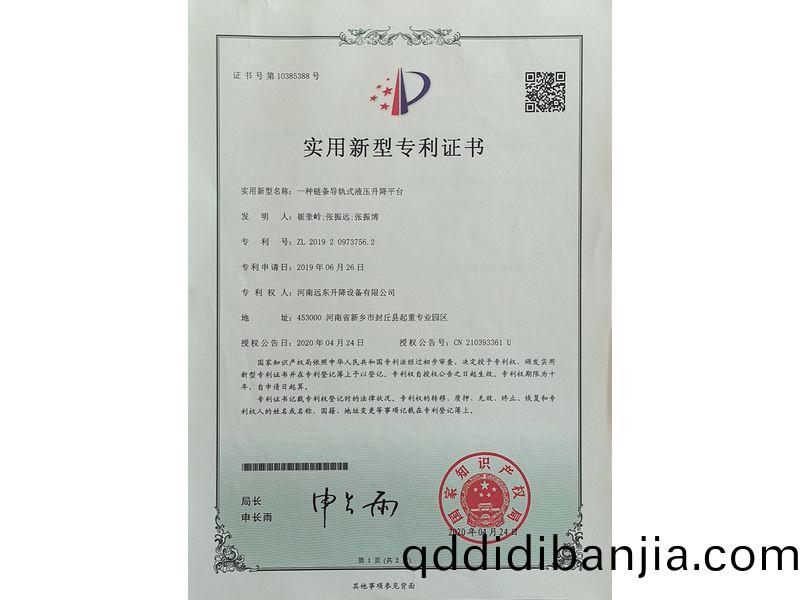 证书号第10385388号
实用新型专利证书
实用新型名称：一种链条导轨式液压升降平台
发明人：崔奎岭;张振远;张振博
专利号：ZL 2019 2 0973756.2
专利申请日：2019年06月26日
专利权人：河南远东升降设备有限公司
地址：453000 河南省新乡市封丘县起重专业园区
授权公告日：2020年04月24日 授权公告号：CN 210393361 U
国家知识产权局依照中华人民共和国专利法经过初步审查，决定授予专利权，颁发实用
新型专利证书并在专利登记簿上予以登记。专利权自授权公告之日起生效。专利权期限为十
年，自申请日起算。
专利证书记载专利权登记时的法律状况。专利权的转移、质押、无效、终止、恢复和专
利权人的姓名或名称、国籍、地址变更等事项记载在专利登记簿上。
局长
申长雨
申长雨
国家知识产权局
2020年04月24日
第1页(共2
qddidibanjia.com
其他事项参见背面